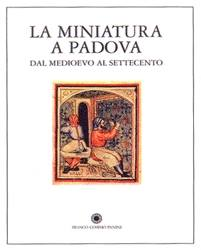 LA MINIATURA
A PADOVA
DAL MEDIOEVO AL SETTECENTO
FRANCO COSIMO PANINI